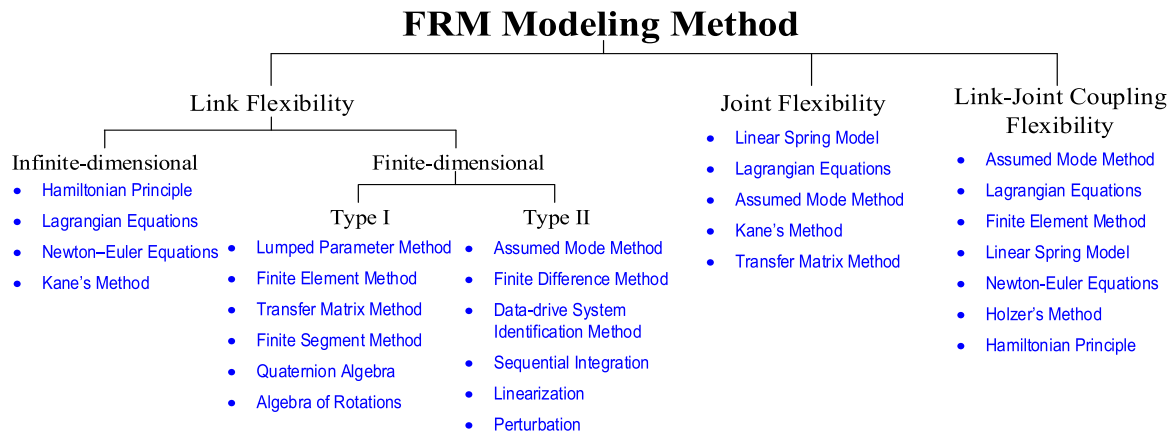 FRM Modeling Method
Link Flexibility
Infinite-dimensional
● Hamiltonian Principle
● Lagrangian Equations
● Newton–Euler Equations
● Kane's Method
Finite-dimensional
Type I
● Lumped Parameter Method
● Finite Element Method
● Transfer Matrix Method
● Finite Segment Method
● Quaternion Algebra
● Algebra of Rotations
Type II
● Assumed Mode Method
● Finite Difference Method
● Data-drive System
Identification Method
● Sequential Integration
● Linearization
● Perturbation
Joint Flexibility
● Linear Spring Model
● Lagrangian Equations
● Assumed Mode Method
● Kane's Method
● Transfer Matrix Method
Link-Joint Coupling
Flexibility
● Assumed Mode Method
● Lagrangian Equations
● Finite Element Method
● Linear Spring Model
● Newton-Euler Equations
● Holzer's Method
● Hamiltonian Principle